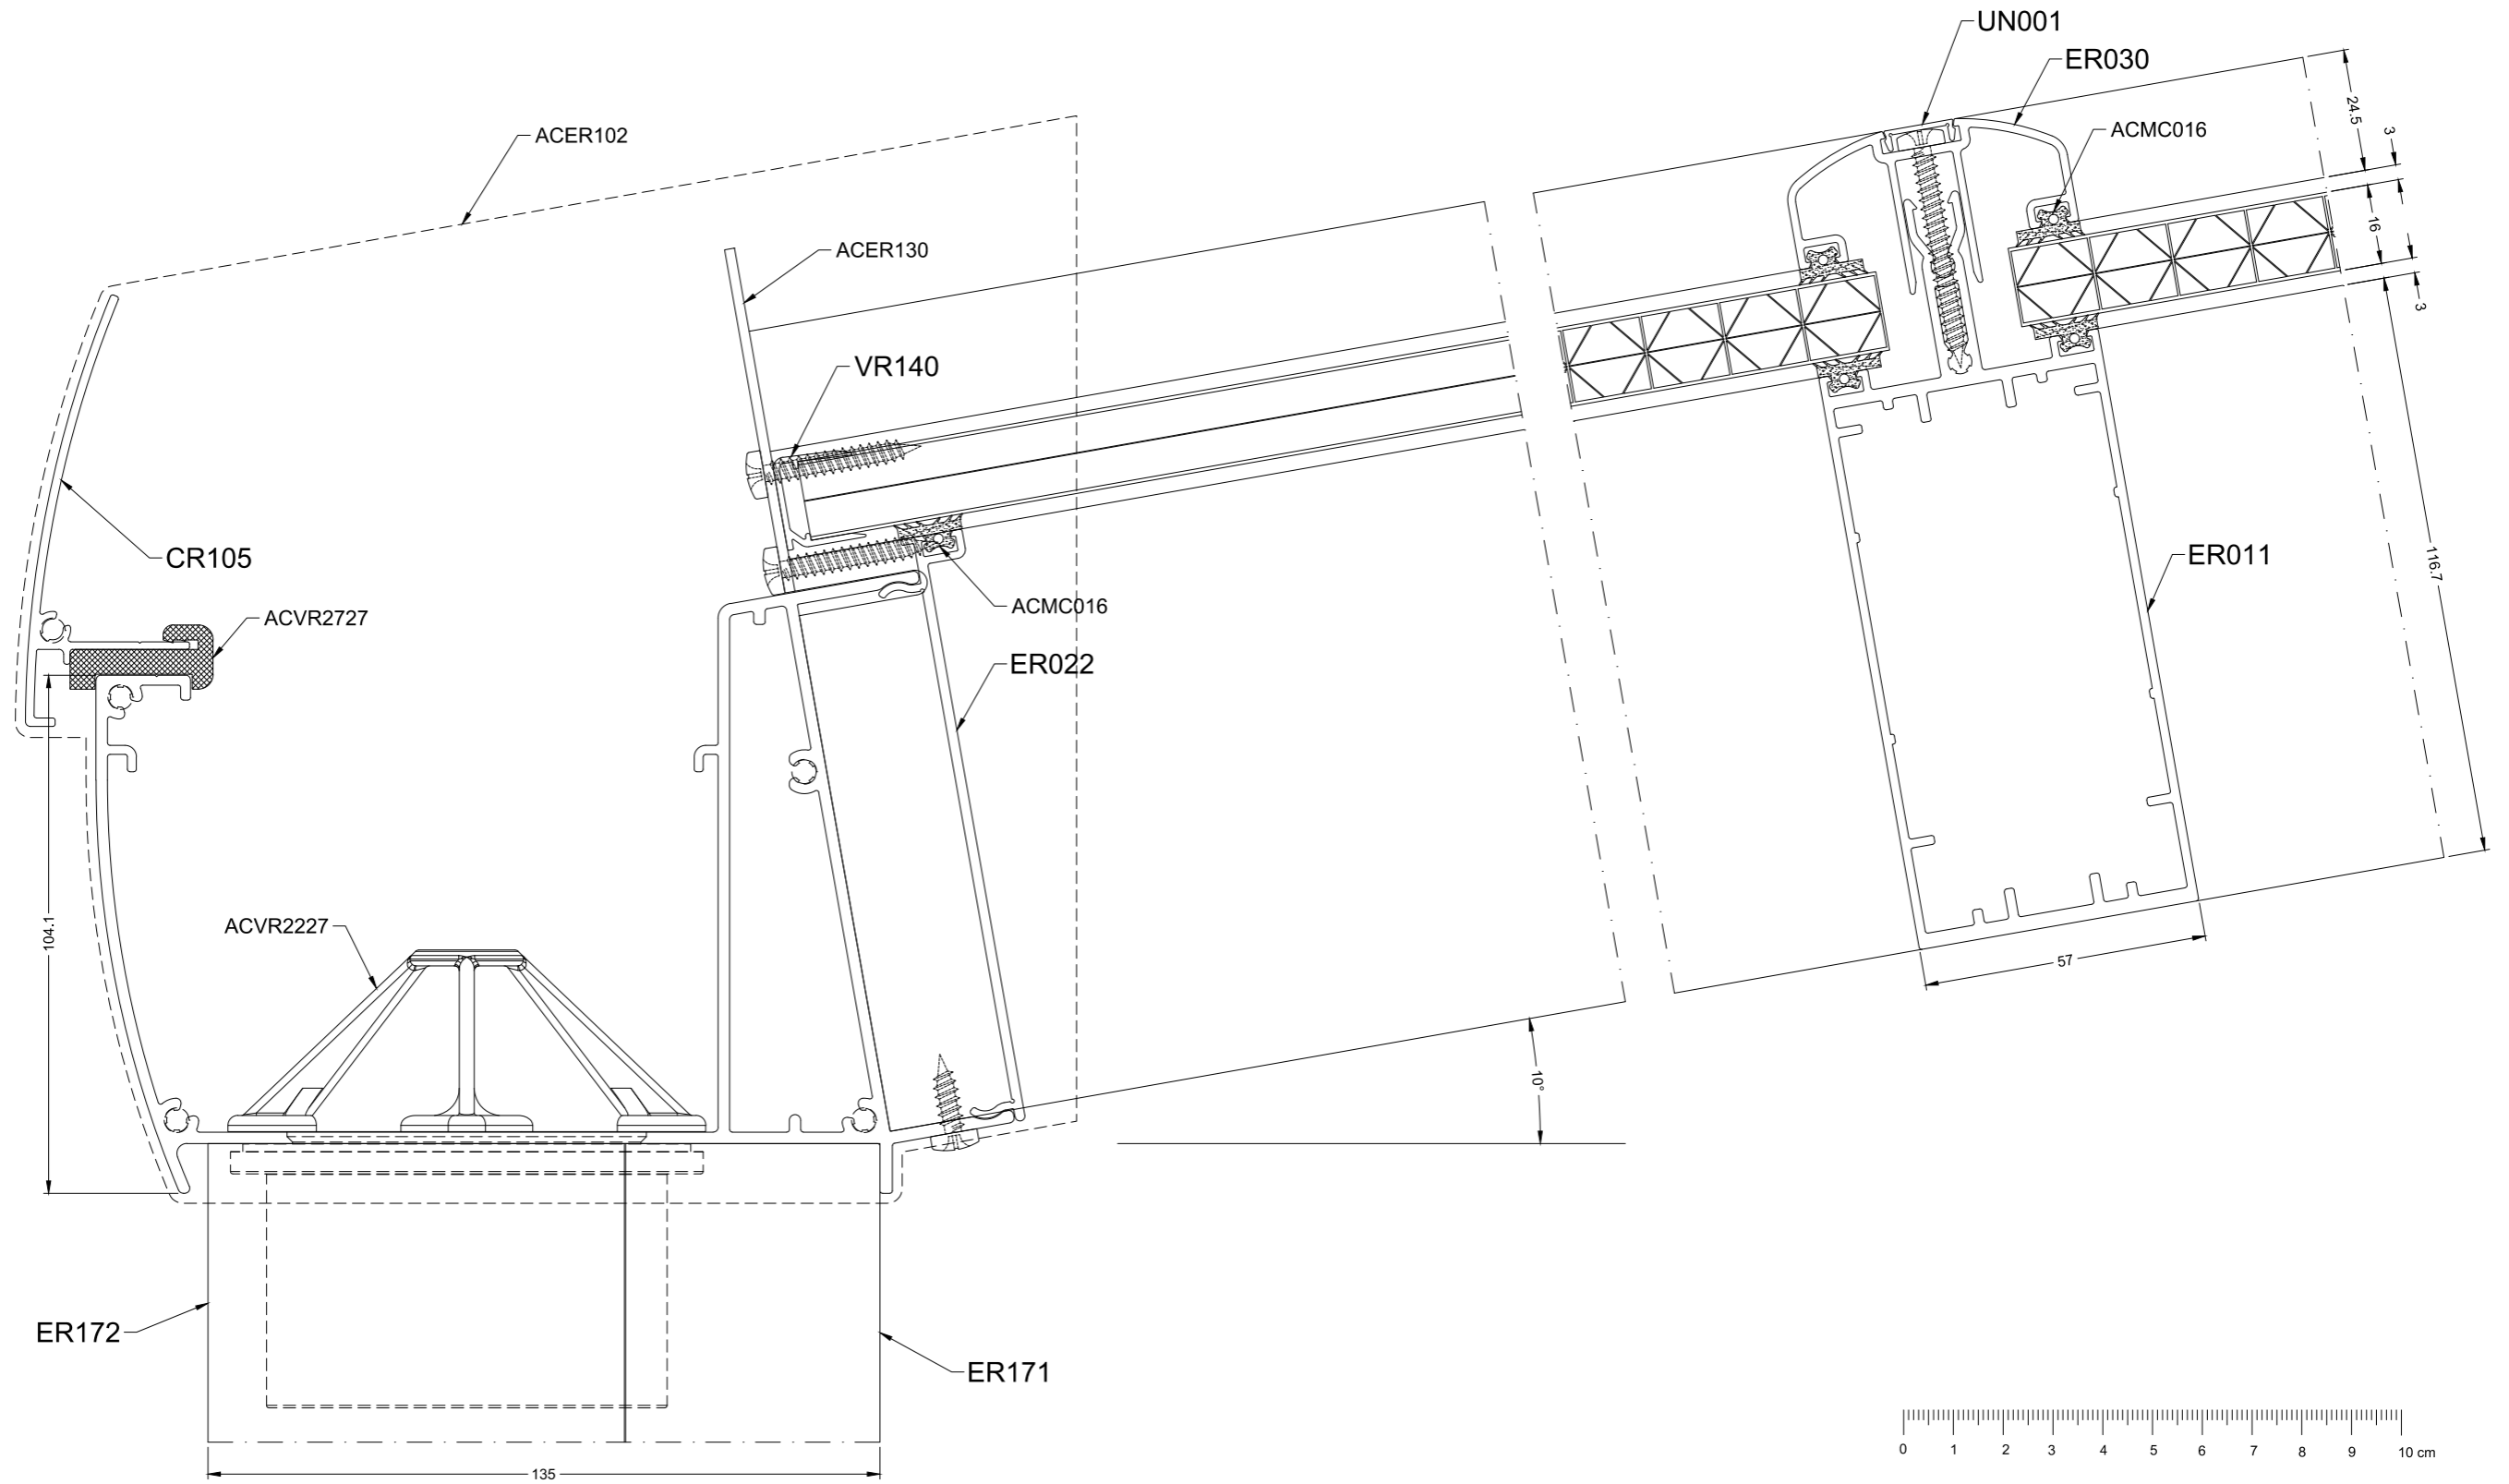 UN001
ER030
ACMC016
24.5
3
16
3
ACER102
ACER130
VR140
CR105
ACVR2727
ACMC016
ER022
ER011
116.7
57
10°
104.1
ACVR2227
ER172
ER171
135
0 1 2 3 4 5 6 7 8 9 10 cm